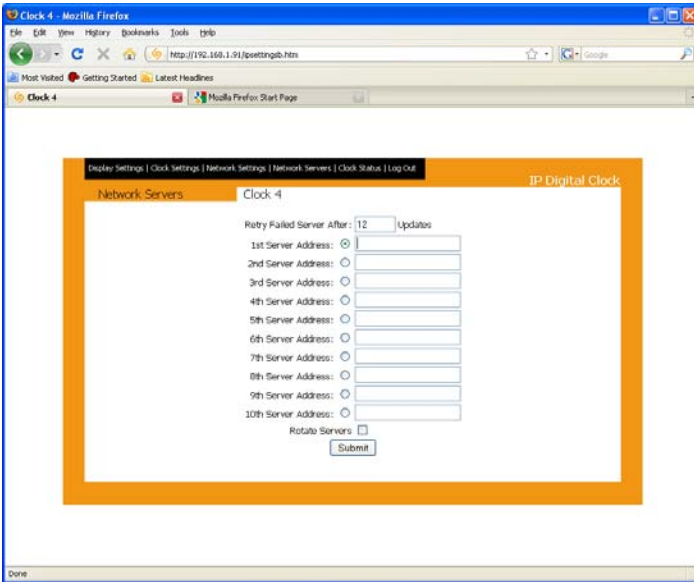 Clock 4 - Mozilla Firefox
File Edit View History Bookmarks Tools Help
http://192.168.1.91/ipsettingsb.htm
Google
Most Visited Getting Started Latest Headlines
Clock 4 Mozilla Firefox Start Page
Display Settings | Clock Settings | Network Settings | Network Servers | Clock Status | Log Out
IP Digital Clock
Network Servers Clock 4
Retry Failed Server After: 12 Updates
1st Server Address:
2nd Server Address:
3rd Server Address:
4th Server Address:
5th Server Address:
6th Server Address:
7th Server Address:
8th Server Address:
9th Server Address:
10th Server Address:
Rotate Servers
Submit
Done